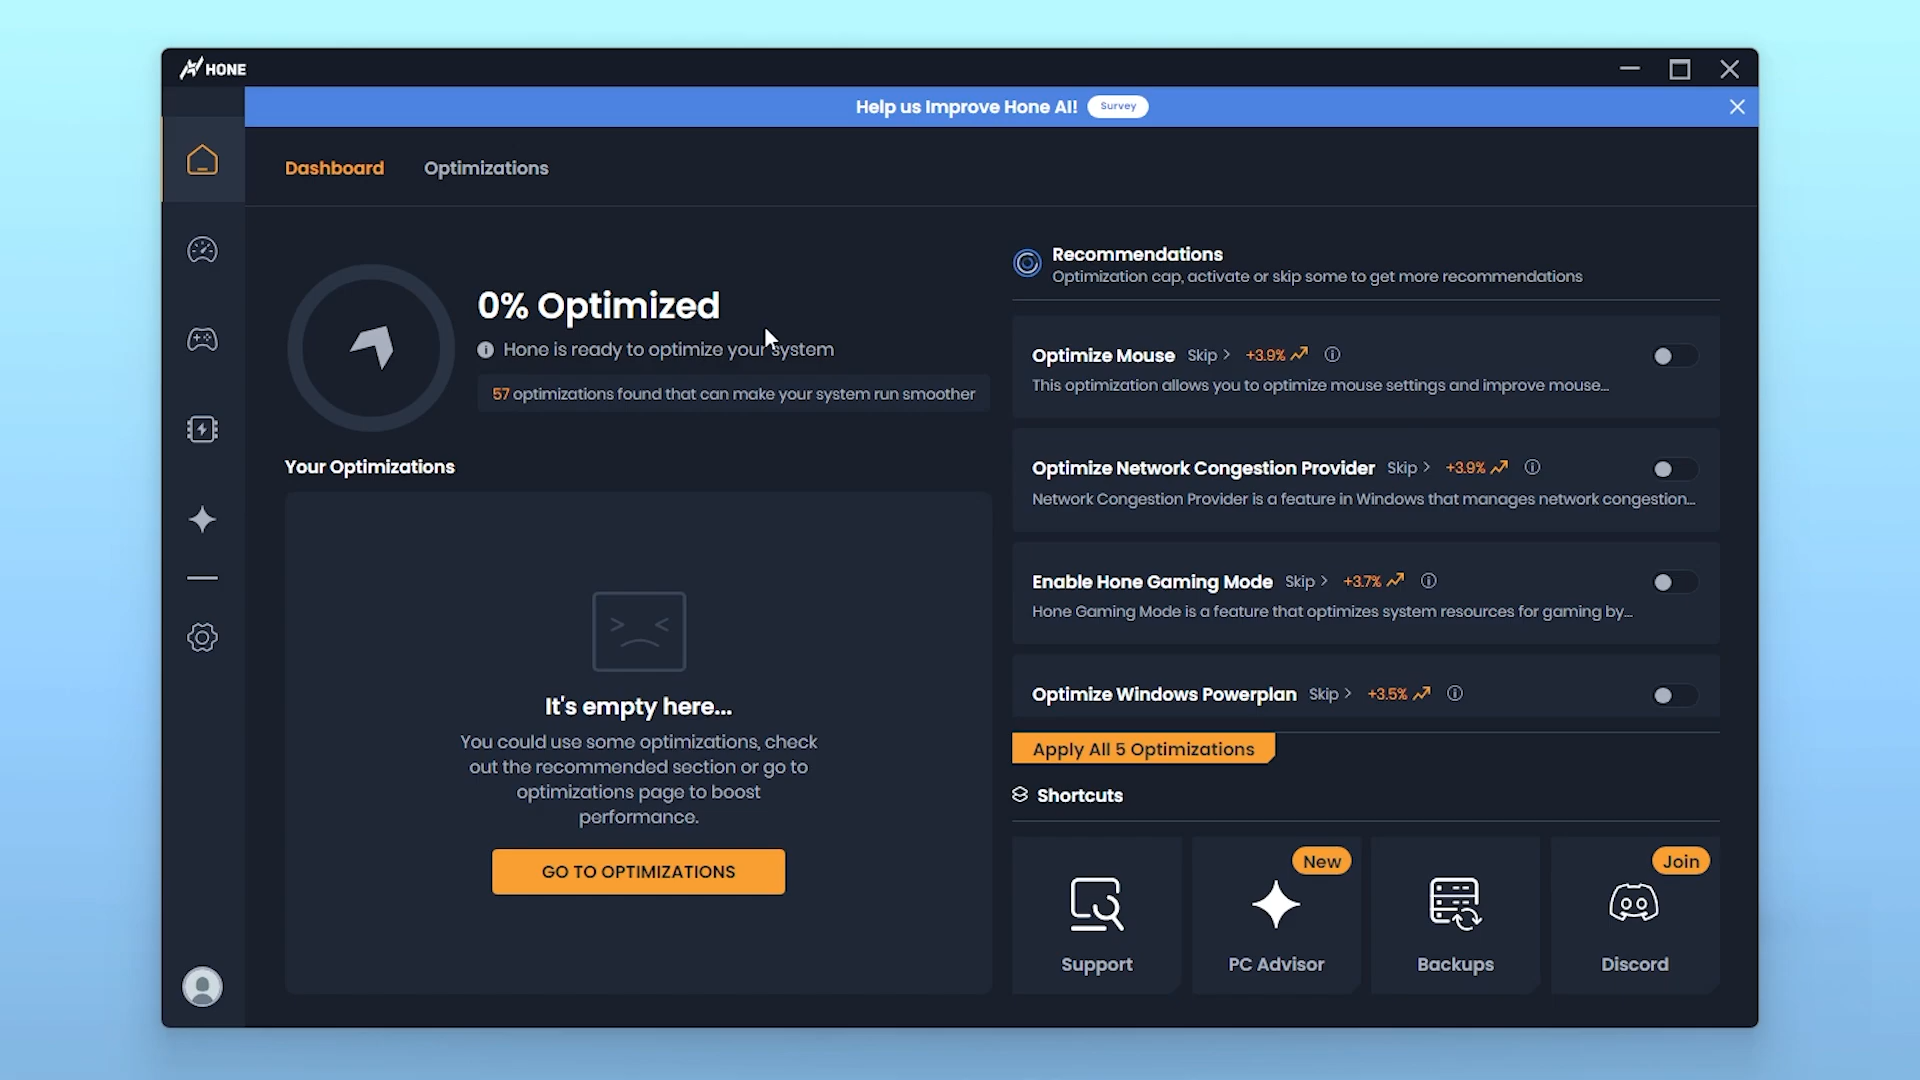 HONE
Help us Improve Hone AI! Survey
Dashboard Optimizations
0% Optimized
Hone is ready to optimize your system
57 optimizations found that can make your system run smoother
Your Optimizations
It's empty here...
You could use some optimizations, check
out the recommended section or go to
optimizations page to boost
performance.
GO TO OPTIMIZATIONS
Recommendations
Optimization cap, activate or skip some to get more recommendations
Optimize Mouse Skip > +3.9%
This optimization allows you to optimize mouse settings and improve mouse...
Optimize Network Congestion Provider Skip > +3.9%
Network Congestion Provider is a feature in Windows that manages network congestion...
Enable Hone Gaming Mode Skip > +3.7%
Hone Gaming Mode is a feature that optimizes system resources for gaming by...
Optimize Windows Powerplan Skip > +3.5%
Apply All 5 Optimizations
Shortcuts
Support
New
PC Advisor
Backups
Join
Discord